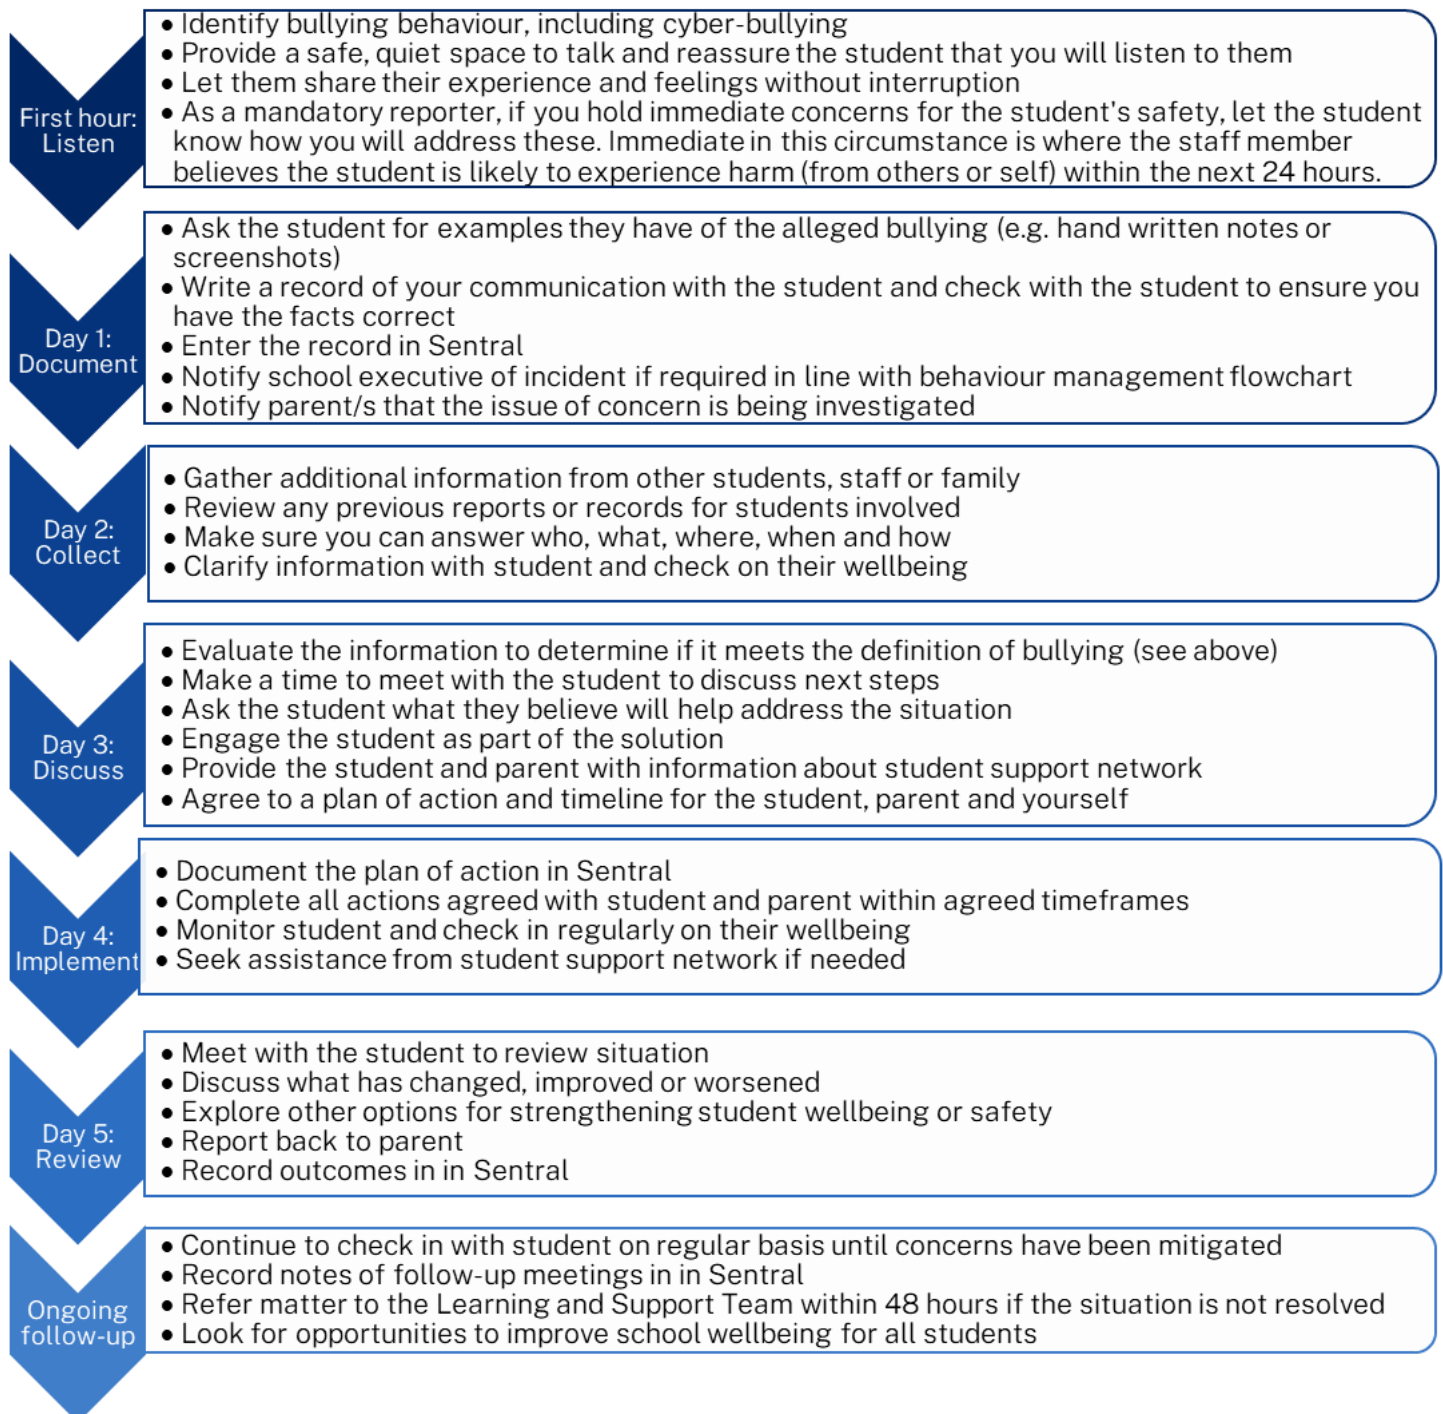 First hour:
Listen
• Identify bullying behaviour, including cyber-bullying
• Provide a safe, quiet space to talk and reassure the student that you will listen to them
• Let them share their experience and feelings without interruption
• As a mandatory reporter, if you hold immediate concerns for the student's safety, let the student
know how you will address these. Immediate in this circumstance is where the staff member
believes the student is likely to experience harm (from others or self) within the next 24 hours.
Day 1:
Document
• Ask the student for examples they have of the alleged bullying (e.g. hand written notes or
screenshots)
• Write a record of your communication with the student and check with the student to ensure you
have the facts correct
• Enter the record in Sentral
• Notify school executive of incident if required in line with behaviour management flowchart
• Notify parent/s that the issue of concern is being investigated
Day 2:
Collect
• Gather additional information from other students, staff or family
• Review any previous reports or records for students involved
• Make sure you can answer who, what, where, when and how
• Clarify information with student and check on their wellbeing
Day 3:
Discuss
• Evaluate the information to determine if it meets the definition of bullying (see above)
• Make a time to meet with the student to discuss next steps
• Ask the student what they believe will help address the situation
• Engage the student as part of the solution
• Provide the student and parent with information about student support network
• Agree to a plan of action and timeline for the student, parent and yourself
Day 4:
Implement
• Document the plan of action in Sentral
• Complete all actions agreed with student and parent within agreed timeframes
• Monitor student and check in regularly on their wellbeing
• Seek assistance from student support network if needed
Day 5:
Review
• Meet with the student to review situation
• Discuss what has changed, improved or worsened
• Explore other options for strengthening student wellbeing or safety
• Report back to parent
• Record outcomes in in Sentral
Ongoing
follow-up
• Continue to check in with student on regular basis until concerns have been mitigated
• Record notes of follow-up meetings in in Sentral
• Refer matter to the Learning and Support Team within 48 hours if the situation is not resolved
• Look for opportunities to improve school wellbeing for all students